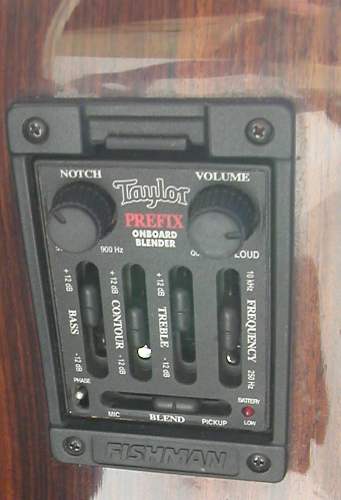 NOTCH
VOLUME
Taylor
PREFIX
ONBOARD
BLENDER
900 Hz
LOUD
+ 12 dB
BASS
- 12 dB
+ 12 dB
CONTOUR
- 12 dB
+ 12 dB
TREBLE
- 12 dB
10 kHz
FREQUENCY
250 Hz
PHASE
MIC
BLEND
PICKUP
BATTERY
LOW
FISHMAN